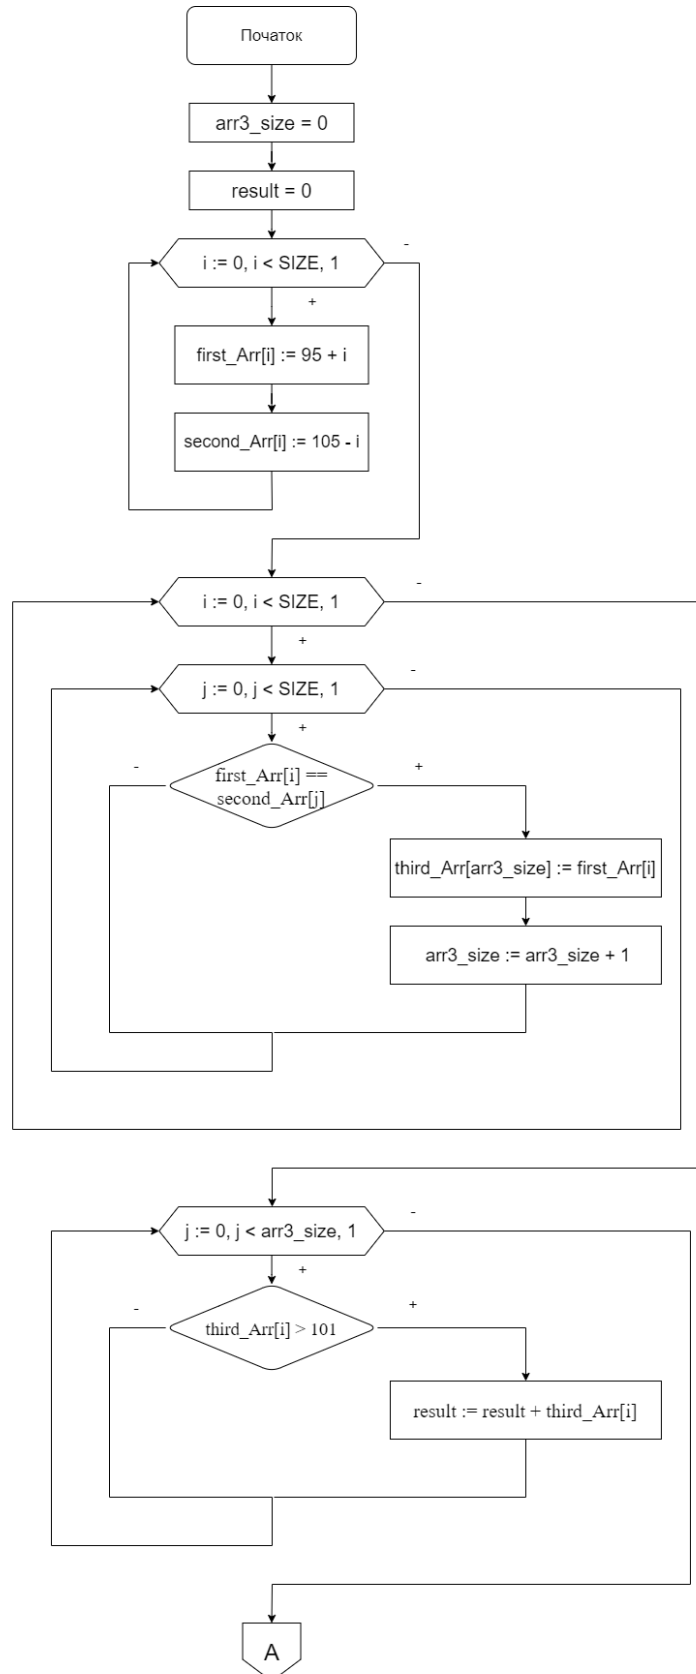 Початок
arr3_size = 0
result = 0
i := 0, i < SIZE, 1
-
+
first_Arr[i] := 95 + i
second_Arr[i] := 105 - i
i := 0, i < SIZE, 1
-
+
j := 0, j < SIZE, 1
-
+
first_Arr[i] ==
second_Arr[j]
-
+
third_Arr[arr3_size] := first_Arr[i]
arr3_size := arr3_size + 1
j := 0, j < arr3_size, 1
-
+
third_Arr[i] > 101
-
+
result := result + third_Arr[i]
A